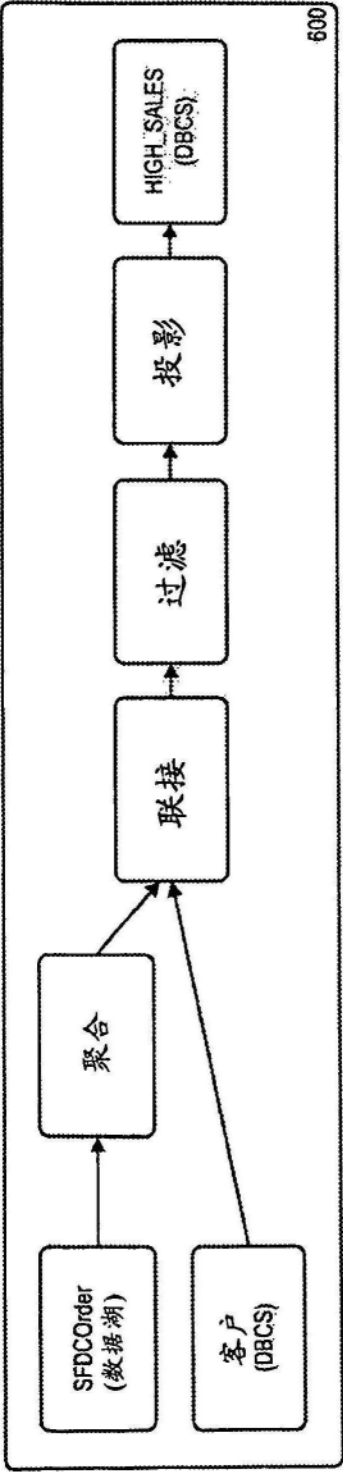 SFDCOrder
(数据湖)
聚合
客户
(DBCS)
联接
过滤
投影
HIGH_SALES
(DBCS)
600